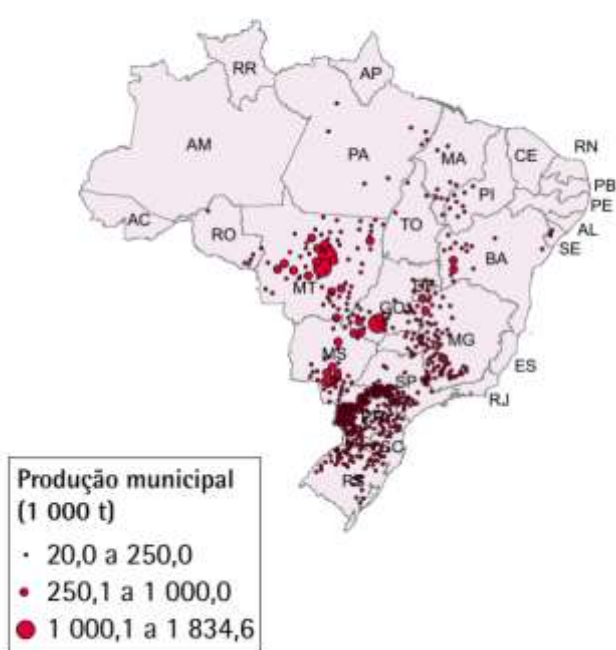 AP
RR
AM
PA
MA
CE
RN
PB
PE
AL
SE
PI
AC
RO
TO
BA
MT
GO
DF
MG
ES
MS
SP
RJ
PR
SC
RS
Produção municipal
(1 000 t)
20,0 a 250,0
250,1 a 1 000,0
1 000,1 a 1 834,6